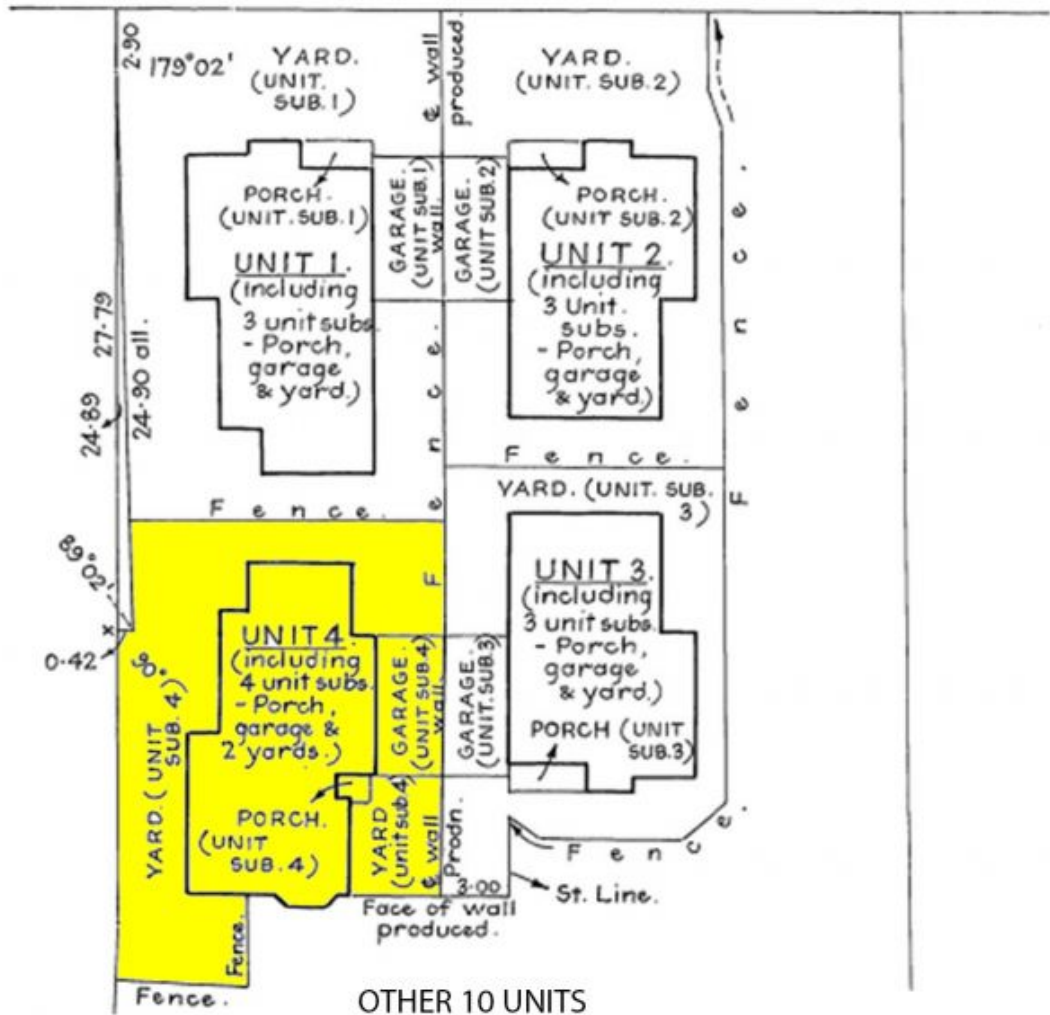 2·90
179°02'
YARD.
(UNIT.
SUB.1)
℄ wall
produced.
YARD.
(UNIT. SUB.2)
PORCH.
(UNIT. SUB.1)
UNIT 1.
(including
3 unit subs.
- Porch,
garage
& yard.)
GARAGE.
(UNIT SUB.1)
wall.
GARAGE.
(UNIT SUB.2)
PORCH.
(UNIT SUB.2)
UNIT 2.
(including
3 Unit.
subs.
- Porch,
garage
& yard.)
Fence.
24·89
27·79
24·90 all.
Fence.
Fence.
Fence.
YARD. (UNIT. SUB.
3)
Fence.
89°02'
x
0·42
90°
YARD. (UNIT
SUB. 4)
UNIT 4.
(including
4 unit subs.
- Porch,
garage &
2 yards.)
GARAGE.
(UNIT SUB.4)
wall.
GARAGE.
(UNIT. SUB.3)
UNIT 3.
(including
3 unit subs.
- Porch,
garage
& yard.)
PORCH (UNIT
SUB.3)
PORCH.
(UNIT
SUB. 4)
YARD
(unit sub 4)
℄ wall
Prodn.
3·00
St. Line.
Face of wall
produced.
Fence.
Fence.
OTHER 10 UNITS